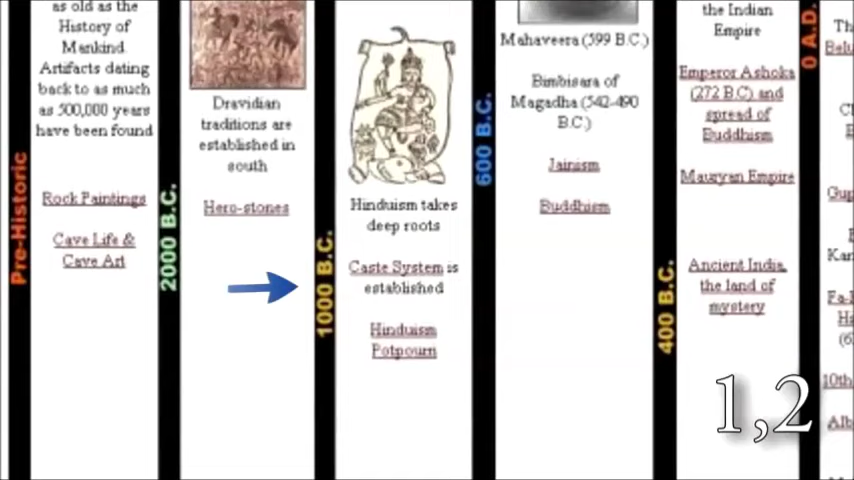 Pre-Historic
as old as the
History of
Mankind.
Artifacts dating
back to as much
as 500,000 years
have been found
Rock Paintings
Cave Life &
Cave Art
2000 B.C.
Dravidian
traditions are
established in
south
Hero-stones
1000 B.C.
Hinduism takes
deep roots
Caste System is
established
Hinduism
Potpourri
600 B.C.
Mahaveera (599 B.C.)
Bimbisara of
Magadha (542-490
B.C.)
Jainism
Buddhism
400 B.C.
the Indian
Empire
Emperor Ashoka
(272 B.C) and
spread of
Buddhism
Mauryan Empire
Ancient India,
the land of
mystery
0 A.D.
10th
1,2